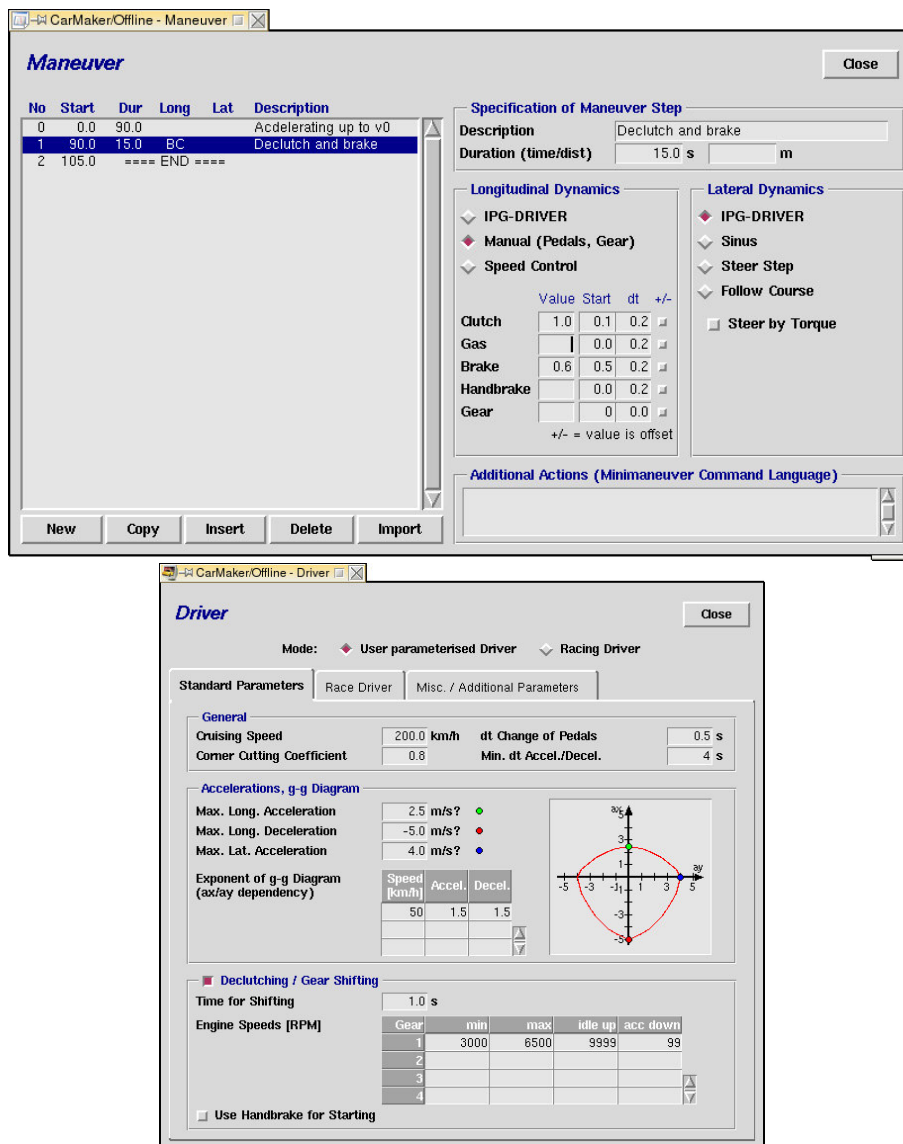 CarMaker/Offline - Maneuver
Maneuver
Close
No Start Dur Long Lat Description
0 0.0 90.0 Acdelerating up to v0
1 90.0 15.0 BC Declutch and brake
2 105.0 ==== END ====
New Copy Insert Delete Import
Specification of Maneuver Step
Description Declutch and brake
Duration (time/dist) 15.0 s m
Longitudinal Dynamics
IPG-DRIVER
Manual (Pedals, Gear)
Speed Control
Value Start dt +/-
Clutch 1.0 0.1 0.2
Gas 0.0 0.2
Brake 0.6 0.5 0.2
Handbrake 0.0 0.2
Gear 0 0.0
+/- = value is offset
Lateral Dynamics
IPG-DRIVER
Sinus
Steer Step
Follow Course
Steer by Torque
Additional Actions (Minimaneuver Command Language)
CarMaker/Offline - Driver
Driver
Close
Mode: User parameterised Driver Racing Driver
Standard Parameters Race Driver Misc. / Additional Parameters
General
Cruising Speed 200.0 km/h dt Change of Pedals 0.5 s
Corner Cutting Coefficient 0.8 Min. dt Accel./Decel. 4 s
Accelerations, g-g Diagram
Max. Long. Acceleration 2.5 m/s?
Max. Long. Deceleration -5.0 m/s?
Max. Lat. Acceleration 4.0 m/s?
Exponent of g-g Diagram
(ax/ay dependency)
Speed
[km/h] Accel. Decel.
50 1.5 1.5
ax
5
3
1
ay
-5 -3 -1 1 3 5
-1
-3
-5
Declutching / Gear Shifting
Time for Shifting 1.0 s
Engine Speeds [RPM]
Gear min max idle up acc down
1 3000 6500 9999 99
2
3
4
Use Handbrake for Starting